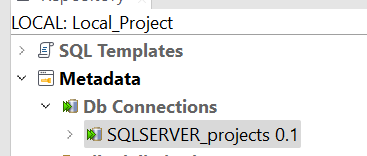 LOCAL: Local_Project
SQL Templates
Metadata
Db Connections
SQLSERVER_projects 0.1